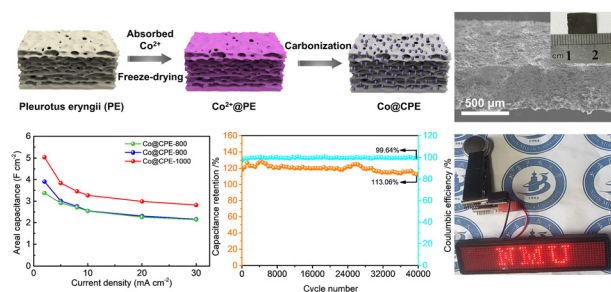 Absorbed
Co²⁺
Freeze-drying
Carbonization
Pleurotus eryngii (PE)
Co²⁺@PE
Co@CPE
500 μm
cm 1 2
Co@CPE-800
Co@CPE-900
Co@CPE-1000
Areal capacitance (F cm⁻²)
6
5
4
3
2
1
0
0 10 20 30
Current density (mA cm⁻²)
Capacitance retention /%
160
140
120
100
80
60
40
20
0
99.64%
113.06%
120
100
80
60
40
20
0
0 8000 16000 24000 32000 40000
Cycle number
Coulumbic efficiency /%
NMU